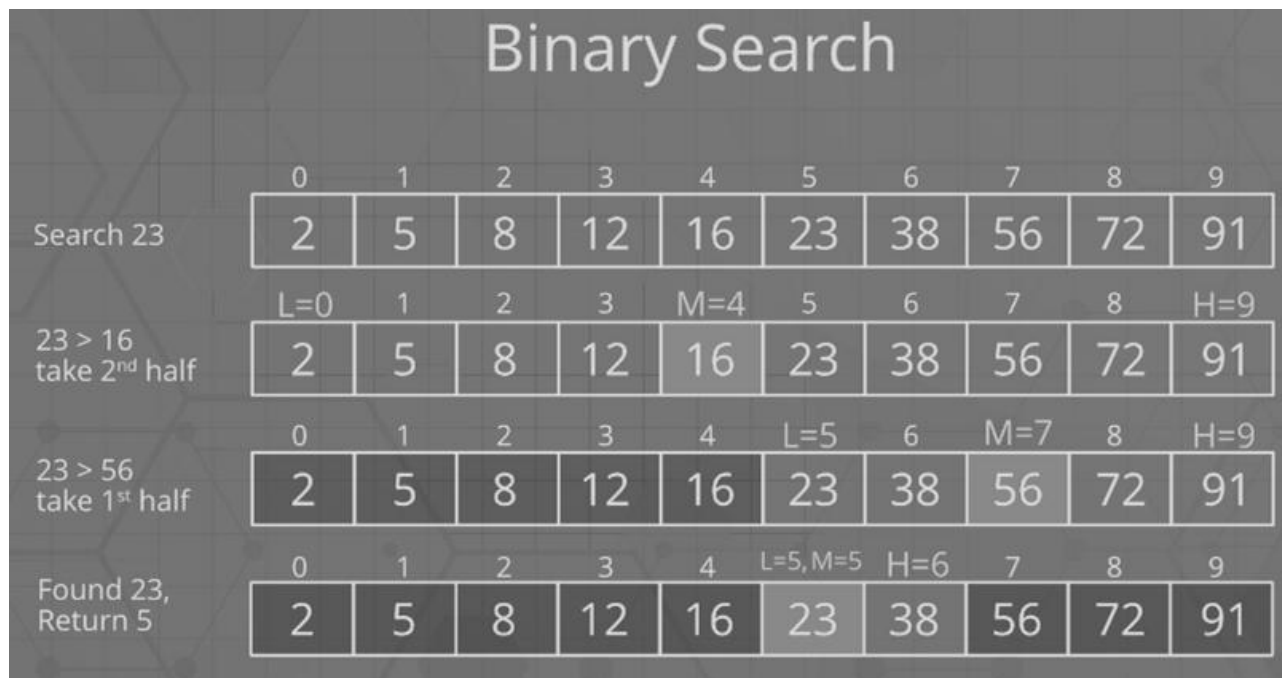 Binary Search
0 1 2 3 4 5 6 7 8 9
Search 23
2 5 8 12 16 23 38 56 72 91
L=0 1 2 3 M=4 5 6 7 8 H=9
23 > 16
take 2nd half
2 5 8 12 16 23 38 56 72 91
0 1 2 3 4 L=5 6 M=7 8 H=9
23 > 56
take 1st half
2 5 8 12 16 23 38 56 72 91
0 1 2 3 4 L=5, M=5 H=6 7 8 9
Found 23,
Return 5
2 5 8 12 16 23 38 56 72 91